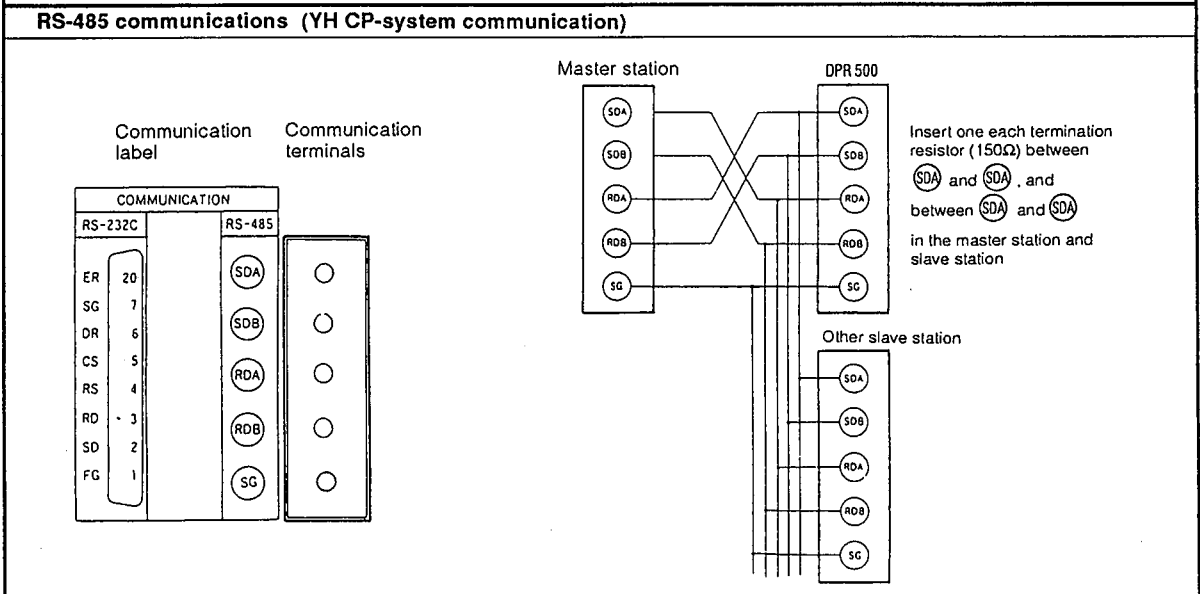 RS-485 communications (YH CP-system communication)
Communication label
Communication terminals
COMMUNICATION
RS-232C
RS-485
ER 20
SG 7
DR 6
CS 5
RS 4
RD 3
SD 2
FG 1
SDA
SDB
RDA
RDB
SG
Master station
SDA
SDB
RDA
RDB
SG
DPR 500
SDA
SDB
RDA
RDB
SG
Insert one each termination
resistor (150Ω) between
SDA and SDA , and
between SDA and SDA
in the master station and
slave station
Other slave station
SDA
SDB
RDA
RDB
SG